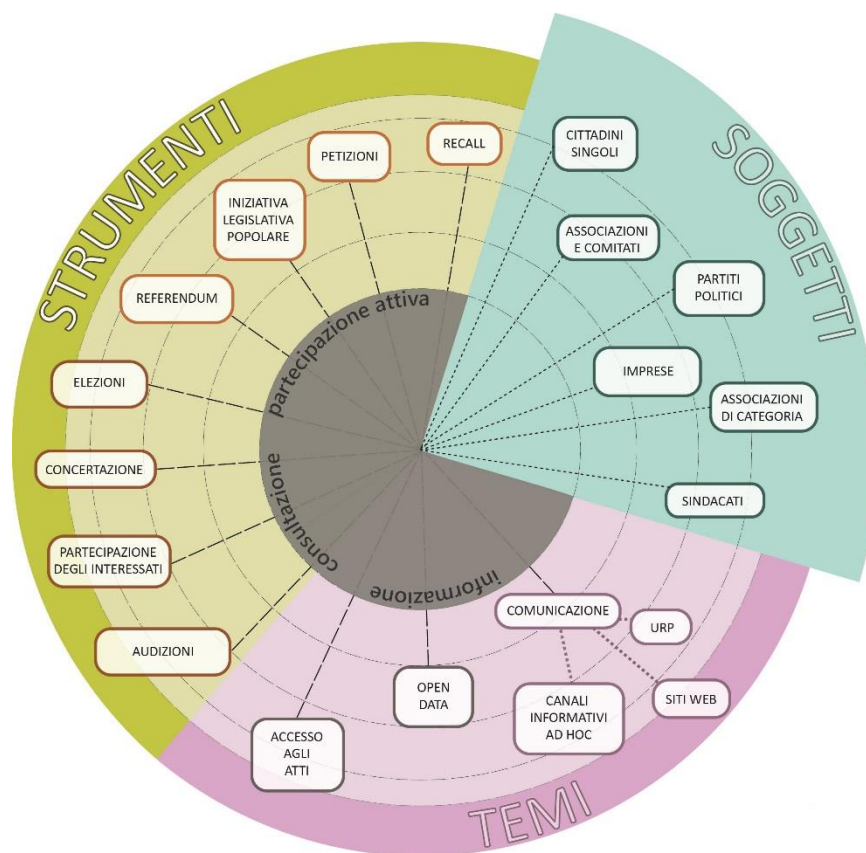 STRUMENTI
RECALL
PETIZIONI
INIZIATIVA
LEGISLATIVA
POPOLARE
REFERENDUM
ELEZIONI
CONCERTAZIONE
PARTECIPAZIONE
DEGLI INTERESSATI
AUDIZIONI
SOGGETTI
CITTADINI
SINGOLI
ASSOCIAZIONI
E COMITATI
PARTITI
POLITICI
IMPRESE
ASSOCIAZIONI
DI CATEGORIA
SINDACATI
partecipazione attiva
consultazione
informazione
COMUNICAZIONE
URP
SITI WEB
CANALI
INFORMATIVI
AD HOC
OPEN
DATA
ACCESSO
AGLI
ATTI
TEMI